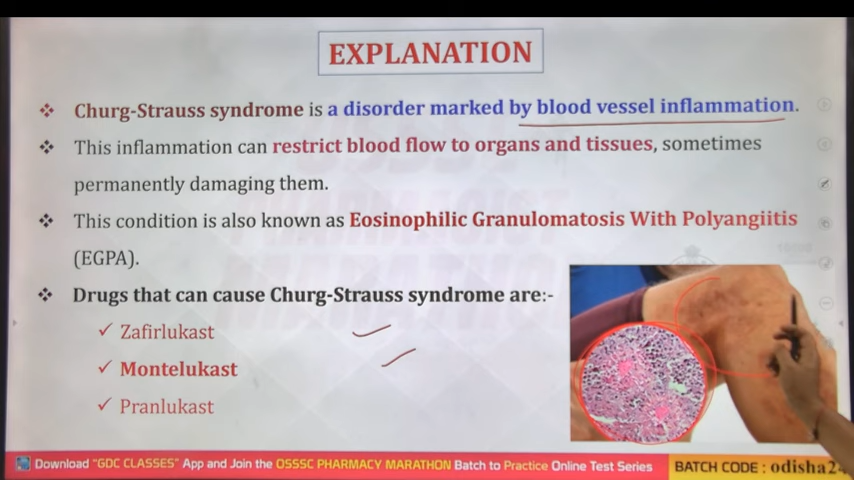 EXPLANATION
❖ Churg-Strauss syndrome is a disorder marked by blood vessel inflammation.
❖ This inflammation can restrict blood flow to organs and tissues, sometimes
permanently damaging them.
❖ This condition is also known as Eosinophilic Granulomatosis With Polyangiitis
(EGPA).
❖ Drugs that can cause Churg-Strauss syndrome are:-
✓ Zafirlukast
✓ Montelukast
✓ Pranlukast
Download "GDC CLASSES" App and Join the OSSSC PHARMACY MARATHON Batch to Practice Online Test Series
BATCH CODE : odisha24